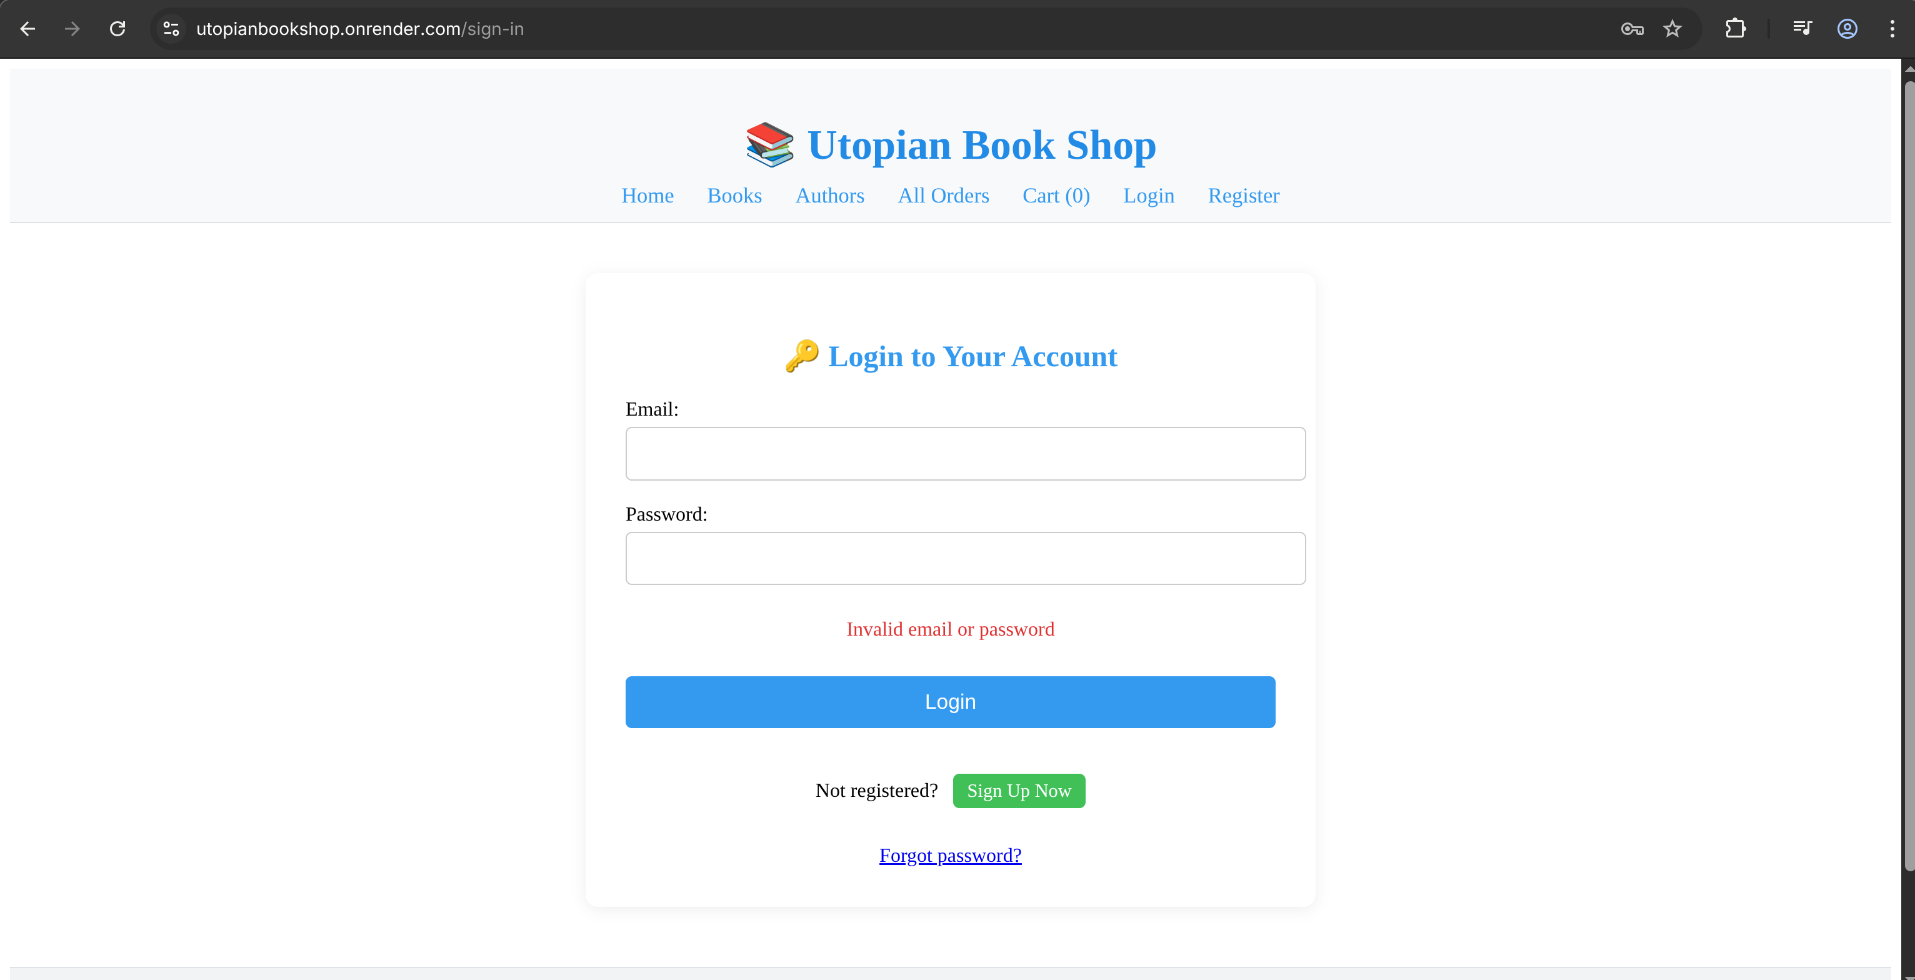 utopianbookshop.onrender.com/sign-in
Utopian Book Shop
Home Books Authors All Orders Cart (0) Login Register
Login to Your Account
Email:
Password:
Invalid email or password
Login
Not registered? Sign Up Now
Forgot password?